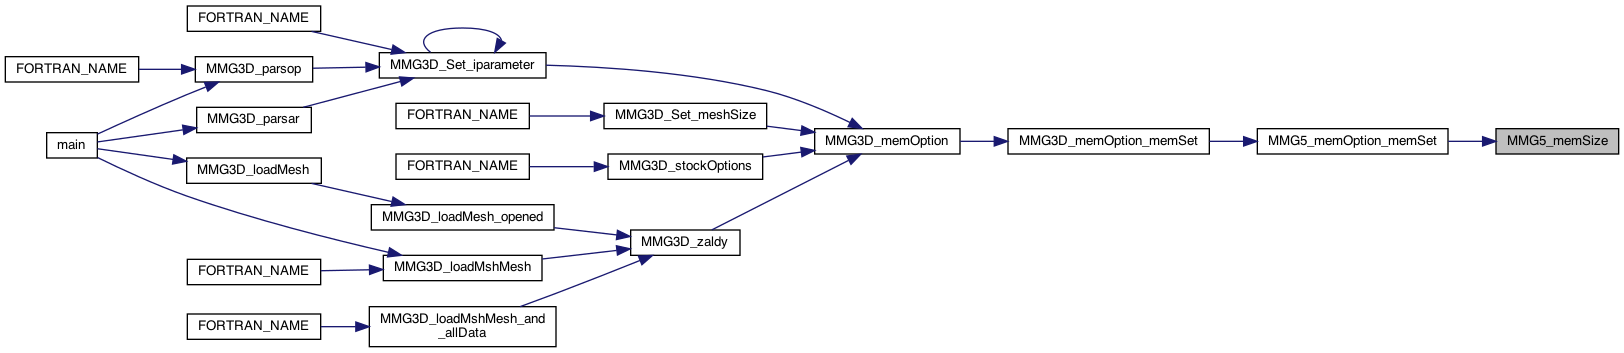 FORTRAN_NAME
FORTRAN_NAME
MMG3D_parsop
MMG3D_Set_iparameter
main
MMG3D_parsar
FORTRAN_NAME
MMG3D_Set_meshSize
MMG3D_memOption
MMG3D_memOption_memSet
MMG5_memOption_memSet
MMG5_memSize
MMG3D_loadMesh
FORTRAN_NAME
MMG3D_stockOptions
MMG3D_loadMesh_opened
MMG3D_zaldy
FORTRAN_NAME
MMG3D_loadMshMesh
FORTRAN_NAME
MMG3D_loadMshMesh_and
_allData